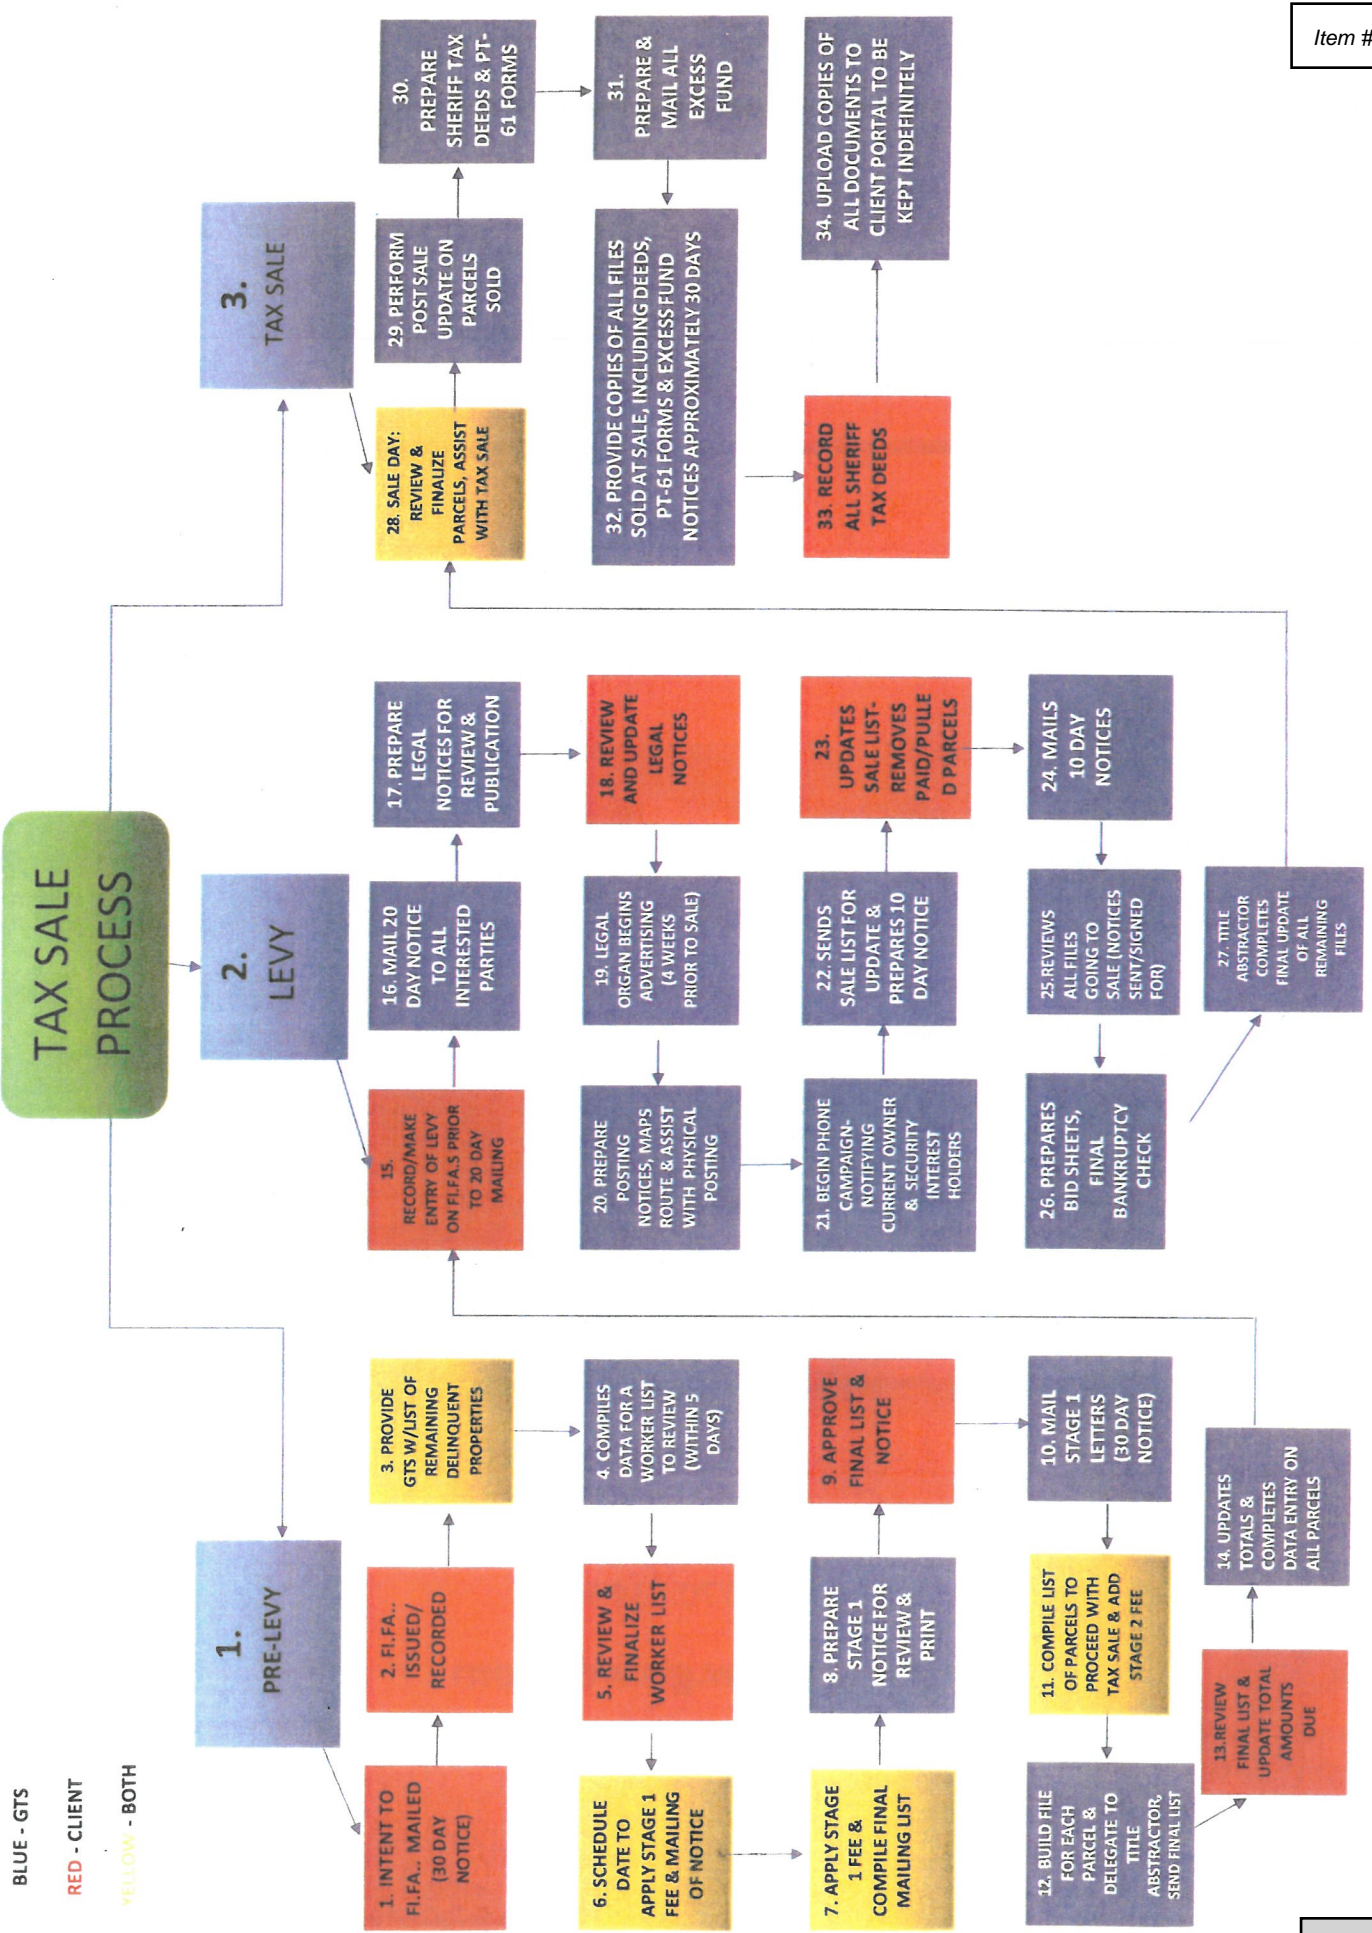 Item #
BLUE - GTS
RED - CLIENT
YELLOW - BOTH
TAX SALE
PROCESS
1.
PRE-LEVY
1. INTENT TO
FI.FA.. MAILED
(30 DAY
NOTICE)
2. FI.FA..
ISSUED/
RECORDED
3. PROVIDE
GTS W/LIST OF
REMAINING
DELINQUENT
PROPERTIES
4. COMPILES
DATA FOR A
WORKER LIST
TO REVIEW
(WITHIN 5
DAYS)
5. REVIEW &
FINALIZE
WORKER LIST
6. SCHEDULE
DATE TO
APPLY STAGE 1
FEE & MAILING
OF NOTICE
7. APPLY STAGE
1 FEE &
COMPILE FINAL
MAILING LIST
8. PREPARE
STAGE 1
NOTICE FOR
REVIEW &
PRINT
9. APPROVE
FINAL LIST &
NOTICE
10. MAIL
STAGE 1
LETTERS
(30 DAY
NOTICE)
11. COMPILE LIST
OF PARCELS TO
PROCEED WITH
TAX SALE & ADD
STAGE 2 FEE
12. BUILD FILE
FOR EACH
PARCEL &
DELEGATE TO
TITLE
ABSTRACTOR,
SEND FINAL LIST
13.REVIEW
FINAL LIST &
UPDATE TOTAL
AMOUNTS
DUE
14. UPDATES
TOTALS &
COMPLETES
DATA ENTRY ON
ALL PARCELS
2.
LEVY
15.
RECORD/MAKE
ENTRY OF LEVY
ON FI.FA.S PRIOR
TO 20 DAY
MAILING
16. MAIL 20
DAY NOTICE
TO ALL
INTERESTED
PARTIES
17. PREPARE
LEGAL
NOTICES FOR
REVIEW &
PUBLICATION
18. REVIEW
AND UPDATE
LEGAL
NOTICES
19. LEGAL
ORGAN BEGINS
ADVERTISING
(4 WEEKS
PRIOR TO SALE)
20. PREPARE
POSTING
NOTICES, MAPS
ROUTE & ASSIST
WITH PHYSICAL
POSTING
21. BEGIN PHONE
CAMPAIGN-
NOTIFYING
CURRENT OWNER
& SECURITY
INTEREST
HOLDERS
22. SENDS
SALE LIST FOR
UPDATE &
PREPARES 10
DAY NOTICE
23.
UPDATES
SALE LIST-
REMOVES
PAID/PULLE
D PARCELS
24. MAILS
10 DAY
NOTICES
25.REVIEWS
ALL FILES
GOING TO
SALE (NOTICES
SENT/SIGNED
FOR)
26. PREPARES
BID SHEETS,
FINAL
BANKRUPTCY
CHECK
27. TITLE
ABSTRACTOR
COMPLETES
FINAL UPDATE
OF ALL
REMAINING
FILES
3.
TAX SALE
28. SALE DAY:
REVIEW &
FINALIZE
PARCELS, ASSIST
WITH TAX SALE
29. PERFORM
POST SALE
UPDATE ON
PARCELS
SOLD
30.
PREPARE
SHERIFF TAX
DEEDS & PT-
61 FORMS
31.
PREPARE &
MAIL ALL
EXCESS
FUND
32. PROVIDE COPIES OF ALL FILES
SOLD AT SALE, INCLUDING DEEDS,
PT-61 FORMS & EXCESS FUND
NOTICES APPROXIMATELY 30 DAYS
33. RECORD
ALL SHERIFF
TAX DEEDS
34. UPLOAD COPIES OF
ALL DOCUMENTS TO
CLIENT PORTAL TO BE
KEPT INDEFINITELY